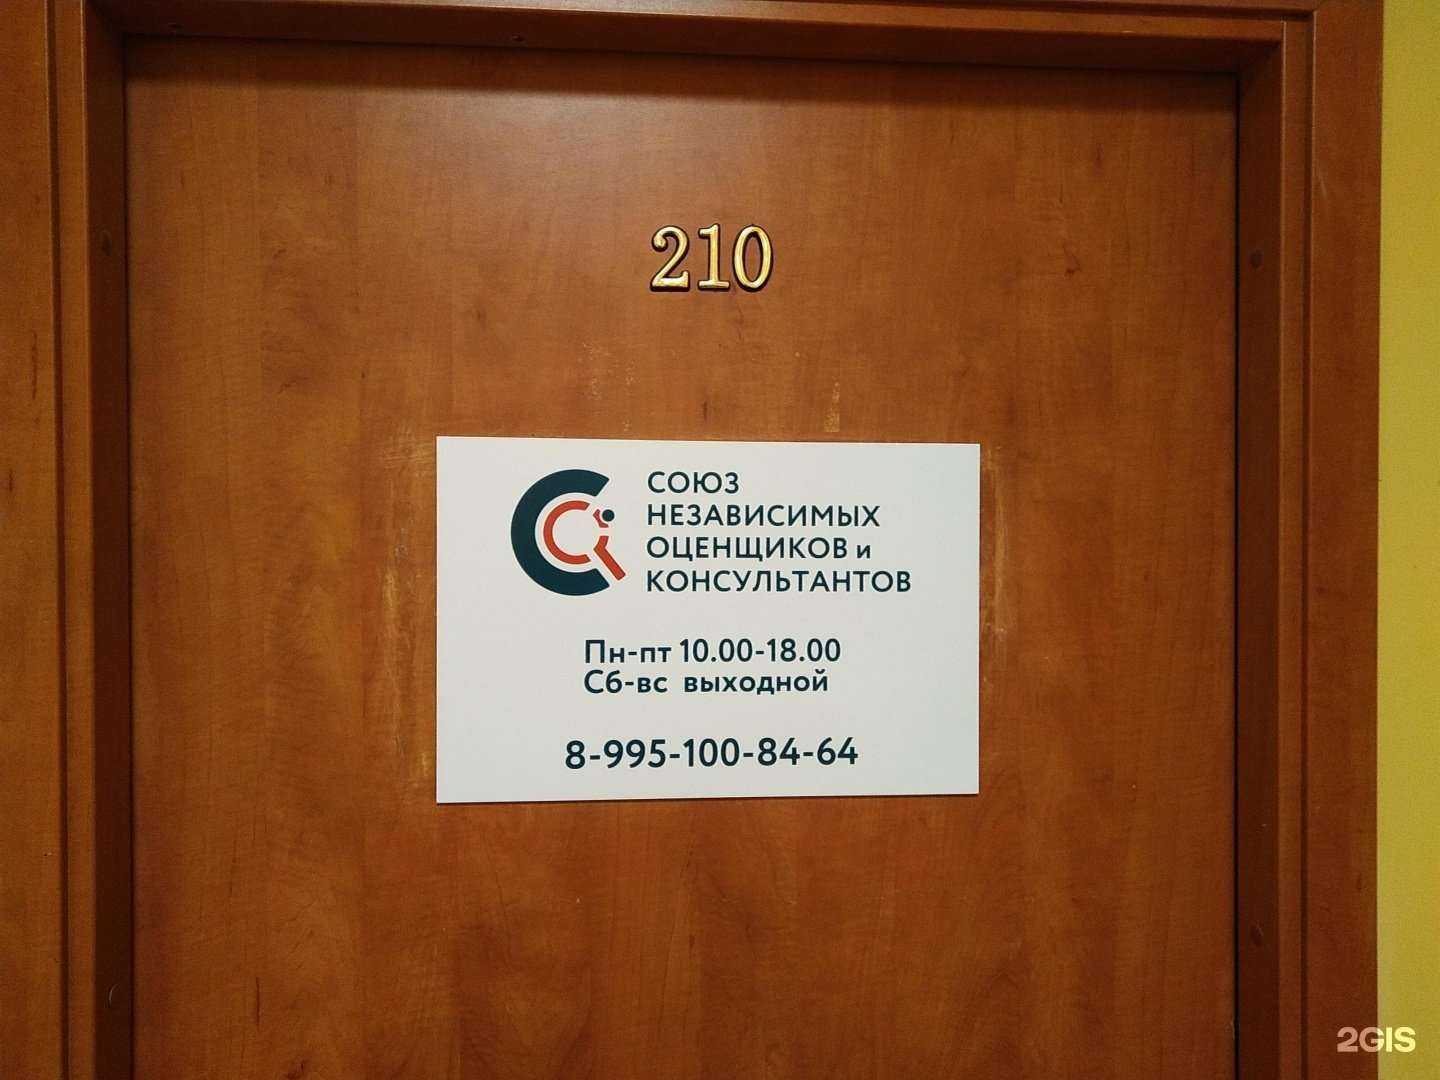 210
СОЮЗ
НЕЗАВИСИМЫХ
ОЦЕНЩИКОВ и
КОНСУЛЬТАНТОВ
Пн-пт 10.00-18.00
Сб-вс выходной
8-995-100-84-64
2GIS